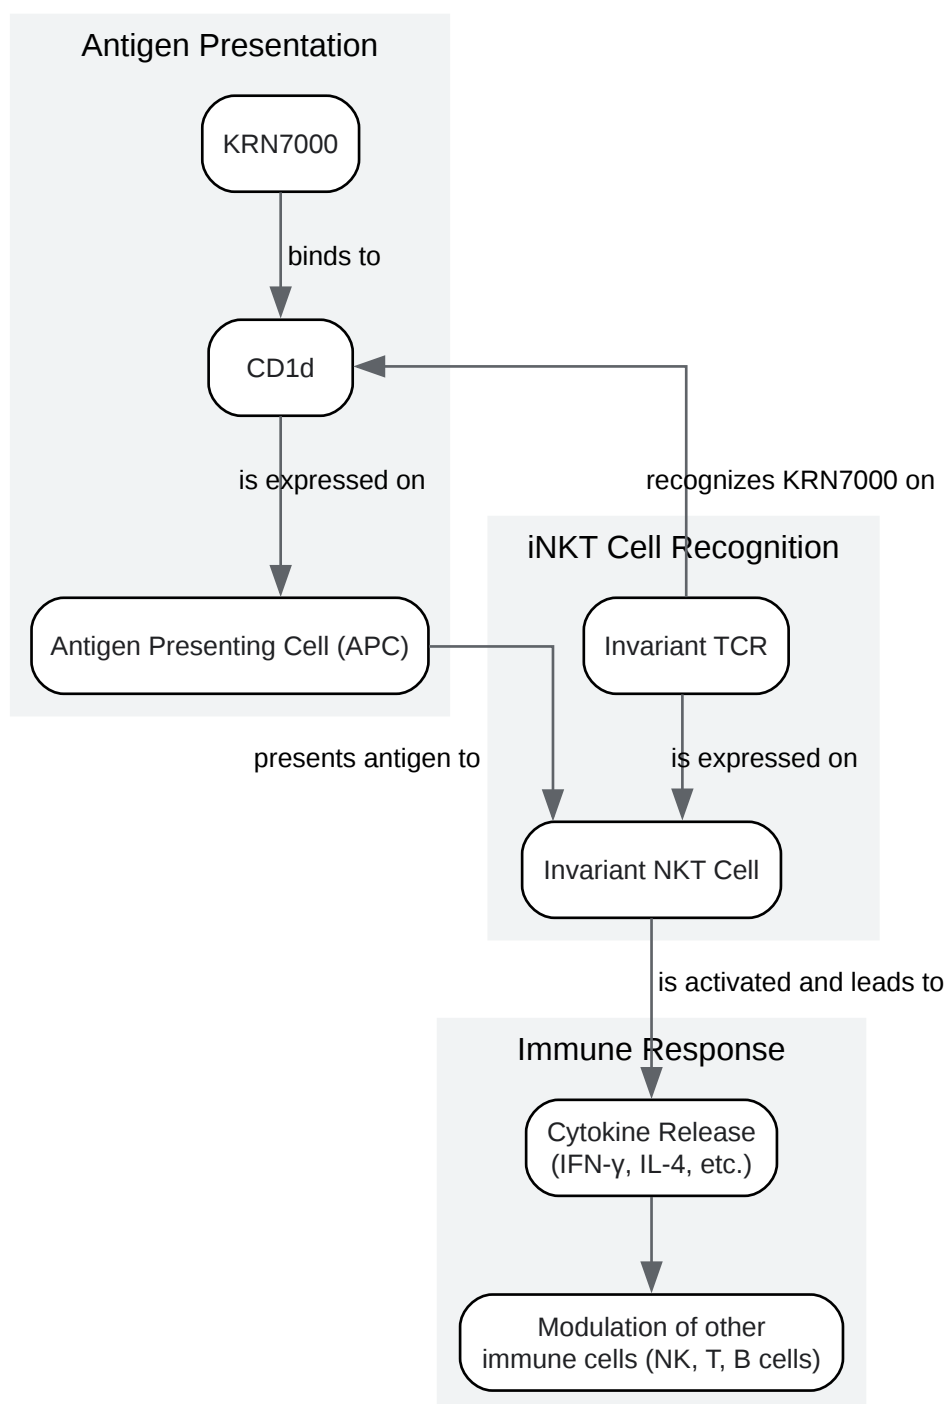 Antigen Presentation
KRN7000
binds to
CD1d
is expressed on
recognizes KRN7000 on
iNKT Cell Recognition
Antigen Presenting Cell (APC)
Invariant TCR
presents antigen to
is expressed on
Invariant NKT Cell
is activated and leads to
Immune Response
Cytokine Release
(IFN-γ, IL-4, etc.)
Modulation of other
immune cells (NK, T, B cells)